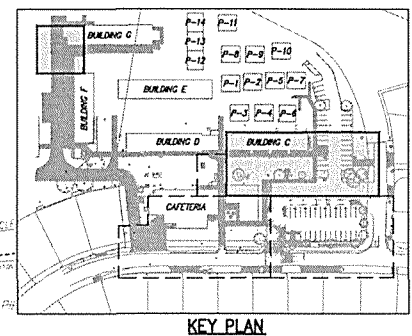 P-14 P-11
BUILDING G
P-13
P-12
P-8 P-9 P-10
P-1 P-2 P-5 P-7
BUILDING F
BUILDING E
P-3 P-4 P-6
BUILDING D
BUILDING C
CAFETERIA
KEY PLAN